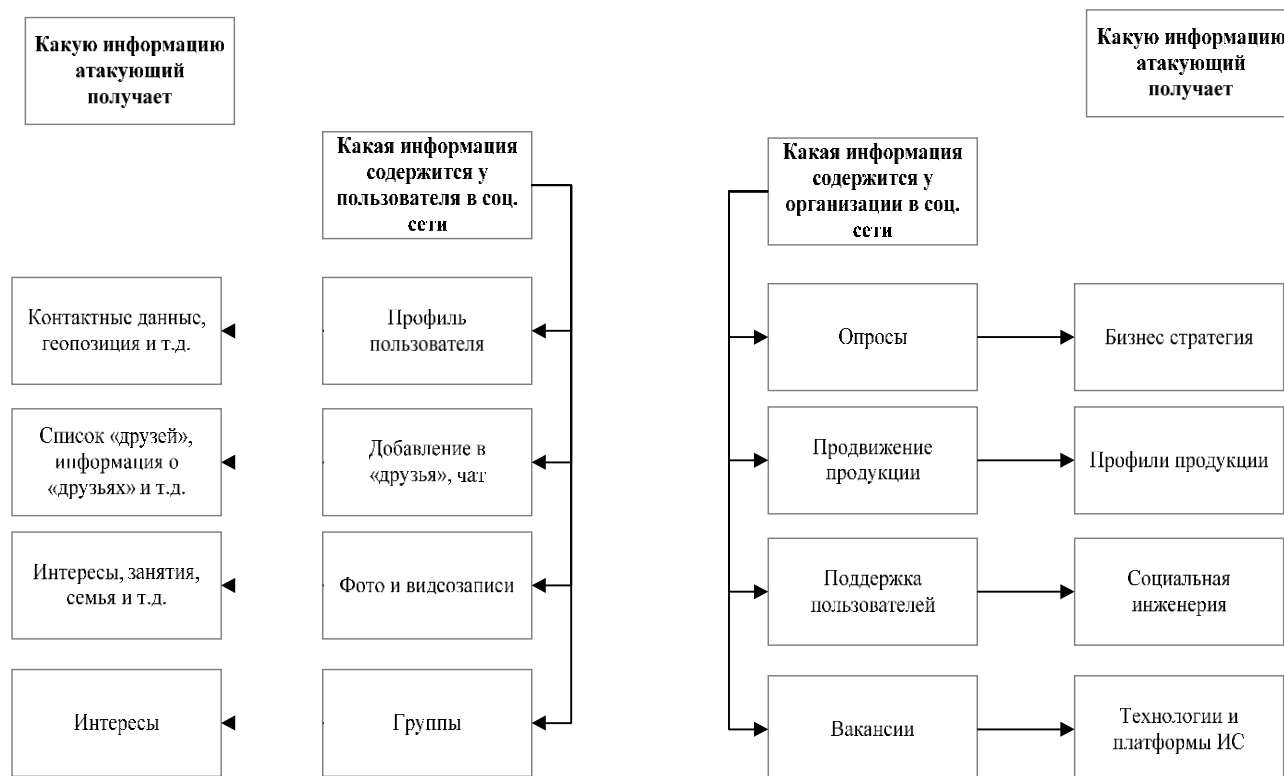 Какую информацию
атакующий
получает
Какую информацию
атакующий
получает
Какая информация
содержится у
пользователя в соц.
сети
Какая информация
содержится у
организации в соц.
сети
Контактные данные,
геопозиция и т.д.
Профиль
пользователя
Опросы
Бизнес стратегия
Список «друзей»,
информация о
«друзьях» и т.д.
Добавление в
«друзья», чат
Продвижение
продукции
Профили продукции
Интересы, занятия,
семья и т.д.
Фото и видеозаписи
Поддержка
пользователей
Социальная
инженерия
Интересы
Группы
Вакансии
Технологии и
платформы ИС